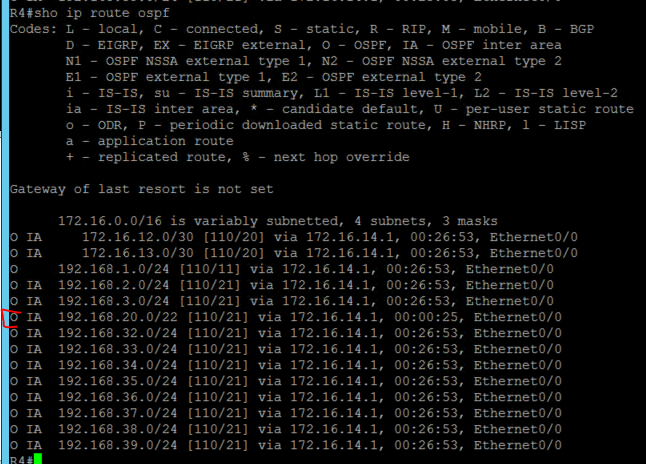 R4#sho ip route ospf
Codes: L - local, C - connected, S - static, R - RIP, M - mobile, B - BGP
D - EIGRP, EX - EIGRP external, O - OSPF, IA - OSPF inter area
N1 - OSPF NSSA external type 1, N2 - OSPF NSSA external type 2
E1 - OSPF external type 1, E2 - OSPF external type 2
i - IS-IS, su - IS-IS summary, L1 - IS-IS level-1, L2 - IS-IS level-2
ia - IS-IS inter area, * - candidate default, U - per-user static route
o - ODR, P - periodic downloaded static route, H - NHRP, l - LISP
a - application route
+ - replicated route, % - next hop override
Gateway of last resort is not set
172.16.0.0/16 is variably subnetted, 4 subnets, 3 masks
O IA 172.16.12.0/30 [110/20] via 172.16.14.1, 00:26:53, Ethernet0/0
O IA 172.16.13.0/30 [110/20] via 172.16.14.1, 00:26:53, Ethernet0/0
O 192.168.1.0/24 [110/11] via 172.16.14.1, 00:26:53, Ethernet0/0
O IA 192.168.2.0/24 [110/21] via 172.16.14.1, 00:26:53, Ethernet0/0
O IA 192.168.3.0/24 [110/21] via 172.16.14.1, 00:26:53, Ethernet0/0
O IA 192.168.20.0/22 [110/21] via 172.16.14.1, 00:00:25, Ethernet0/0
O IA 192.168.32.0/24 [110/21] via 172.16.14.1, 00:26:53, Ethernet0/0
O IA 192.168.33.0/24 [110/21] via 172.16.14.1, 00:26:53, Ethernet0/0
O IA 192.168.34.0/24 [110/21] via 172.16.14.1, 00:26:53, Ethernet0/0
O IA 192.168.35.0/24 [110/21] via 172.16.14.1, 00:26:53, Ethernet0/0
O IA 192.168.36.0/24 [110/21] via 172.16.14.1, 00:26:53, Ethernet0/0
O IA 192.168.37.0/24 [110/21] via 172.16.14.1, 00:26:53, Ethernet0/0
O IA 192.168.38.0/24 [110/21] via 172.16.14.1, 00:26:53, Ethernet0/0
O IA 192.168.39.0/24 [110/21] via 172.16.14.1, 00:26:53, Ethernet0/0
R4#